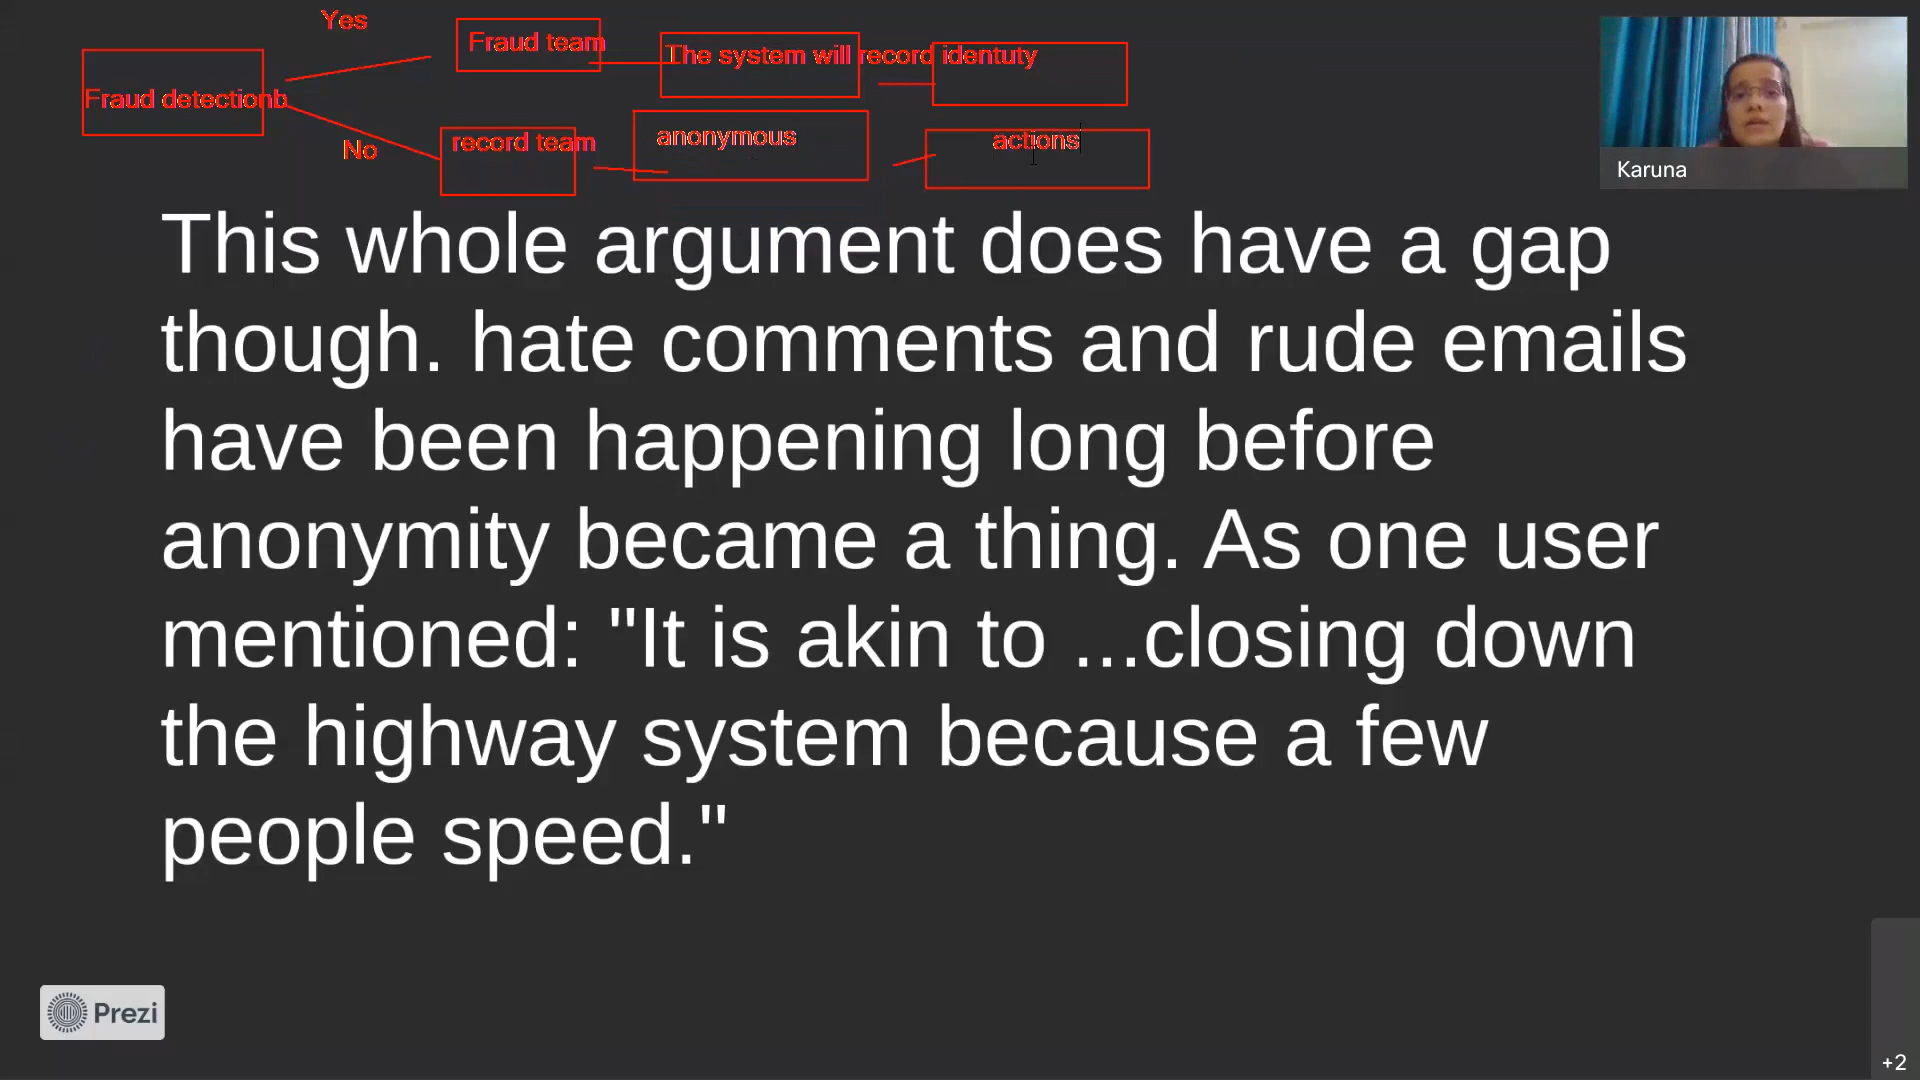 Yes
Fraud team
The system will record identuty
Fraud detectionb
No
record team
anonymous
actions
Karuna
This whole argument does have a gap
though. hate comments and rude emails
have been happening long before
anonymity became a thing. As one user
mentioned: "It is akin to ...closing down
the highway system because a few
people speed."
Prezi
+2